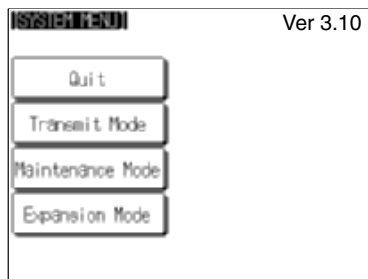 [SYSTEM MENU] Ver 3.10
Quit
Transmit Mode
Maintenance Mode
Expansion Mode